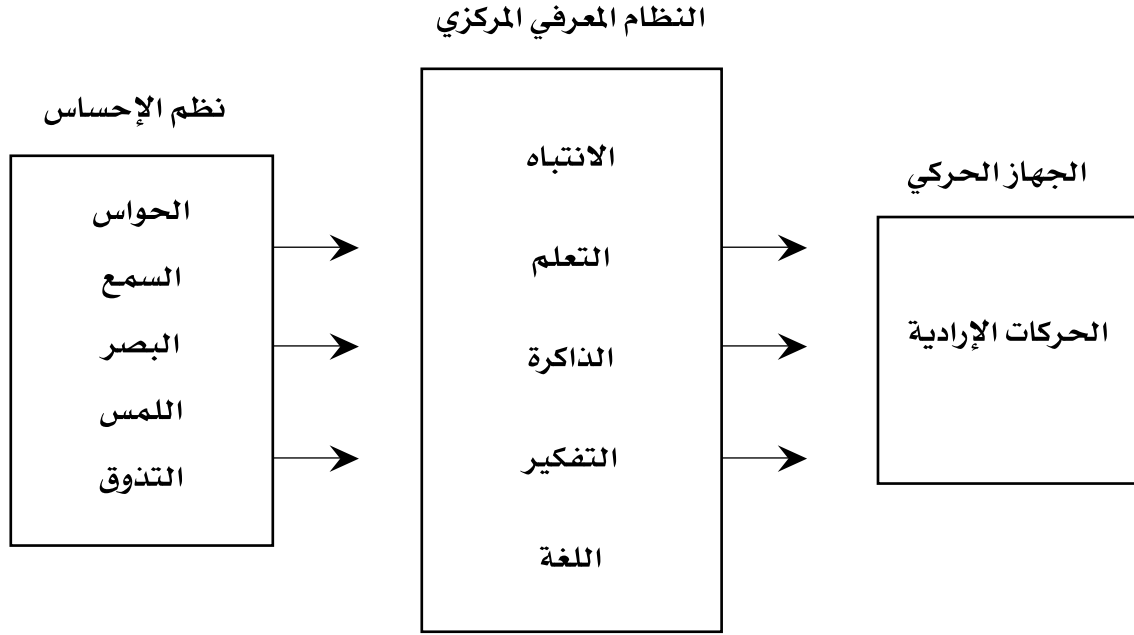 نظم الإحساس
الحواس
السمع
البصر
اللمس
التذوق
النظام المعرفي المركزي
الانتباه
التعلم
الذاكرة
التفكير
اللغة
الجهاز الحركي
الحركات الإرادية